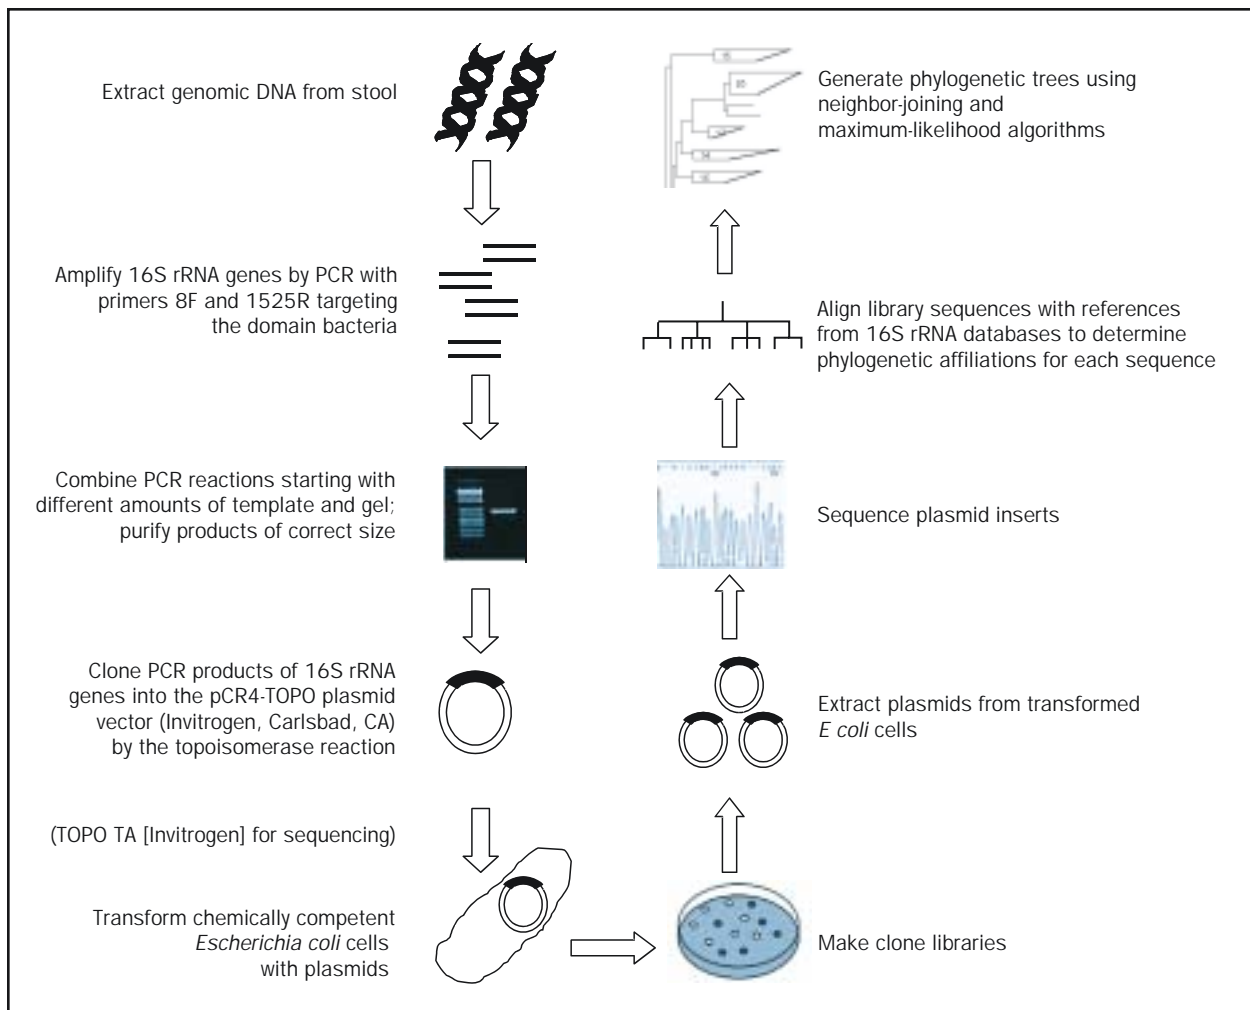 Extract genomic DNA from stool
Amplify 16S rRNA genes by PCR with
primers 8F and 1525R targeting
the domain bacteria
Combine PCR reactions starting with
different amounts of template and gel;
purify products of correct size
Clone PCR products of 16S rRNA
genes into the pCR4-TOPO plasmid
vector (Invitrogen, Carlsbad, CA)
by the topoisomerase reaction
(TOPO TA [Invitrogen] for sequencing)
Transform chemically competent
Escherichia coli cells
with plasmids
Make clone libraries
Extract plasmids from transformed
E coli cells
Sequence plasmid inserts
Align library sequences with references
from 16S rRNA databases to determine
phylogenetic affiliations for each sequence
Generate phylogenetic trees using
neighbor-joining and
maximum-likelihood algorithms